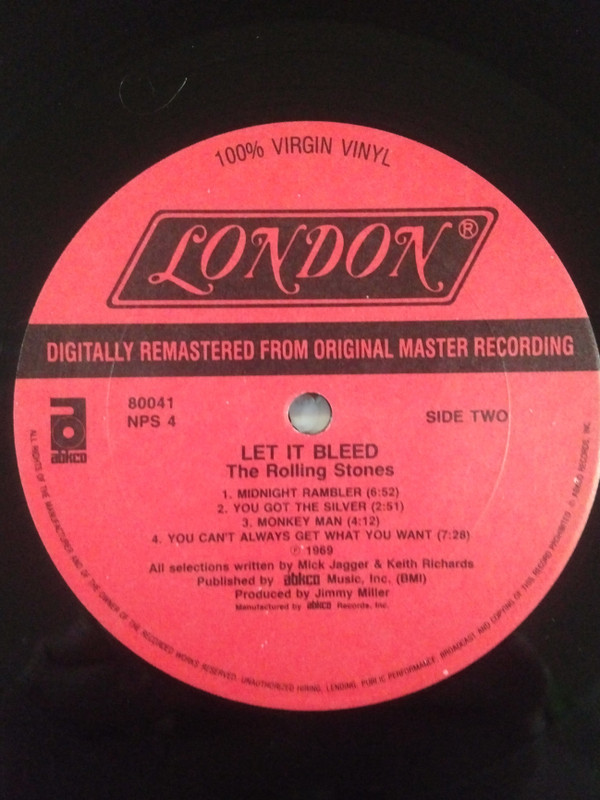 100% VIRGIN VINYL
LONDON®
DIGITALLY REMASTERED FROM ORIGINAL MASTER RECORDING
80041
NPS 4
SIDE TWO
abkco
LET IT BLEED
The Rolling Stones
1. MIDNIGHT RAMBLER (6:52)
2. YOU GOT THE SILVER (2:51)
3. MONKEY MAN (4:12)
4. YOU CAN'T ALWAYS GET WHAT YOU WANT (7:28)
℗ 1969
All selections written by Mick Jagger & Keith Richards
Published by abkco Music, Inc. (BMI)
Produced by Jimmy Miller
Manufactured by abkco Records, Inc.
ALL RIGHTS OF THE MANUFACTURER AND OF THE OWNER OF THE RECORDED WORKS RESERVED. UNAUTHORIZED HIRING, LENDING, PUBLIC PERFORMANCE, BROADCAST AND COPYING OF THIS RECORD PROHIBITED. ABKCO RECORDS, INC.